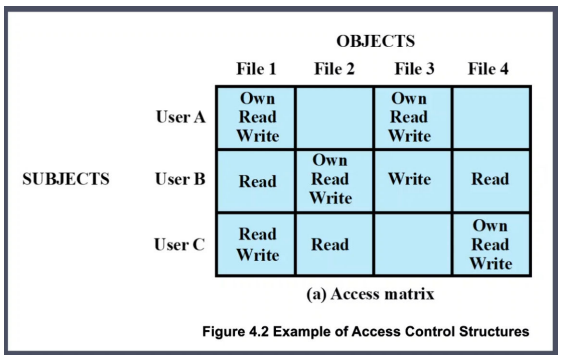 OBJECTS
File 1 File 2 File 3 File 4
User A
Own
Read
Write
Own
Read
Write
SUBJECTS
User B
Read
Own
Read
Write
Write
Read
User C
Read
Write
Read
Own
Read
Write
(a) Access matrix
Figure 4.2 Example of Access Control Structures